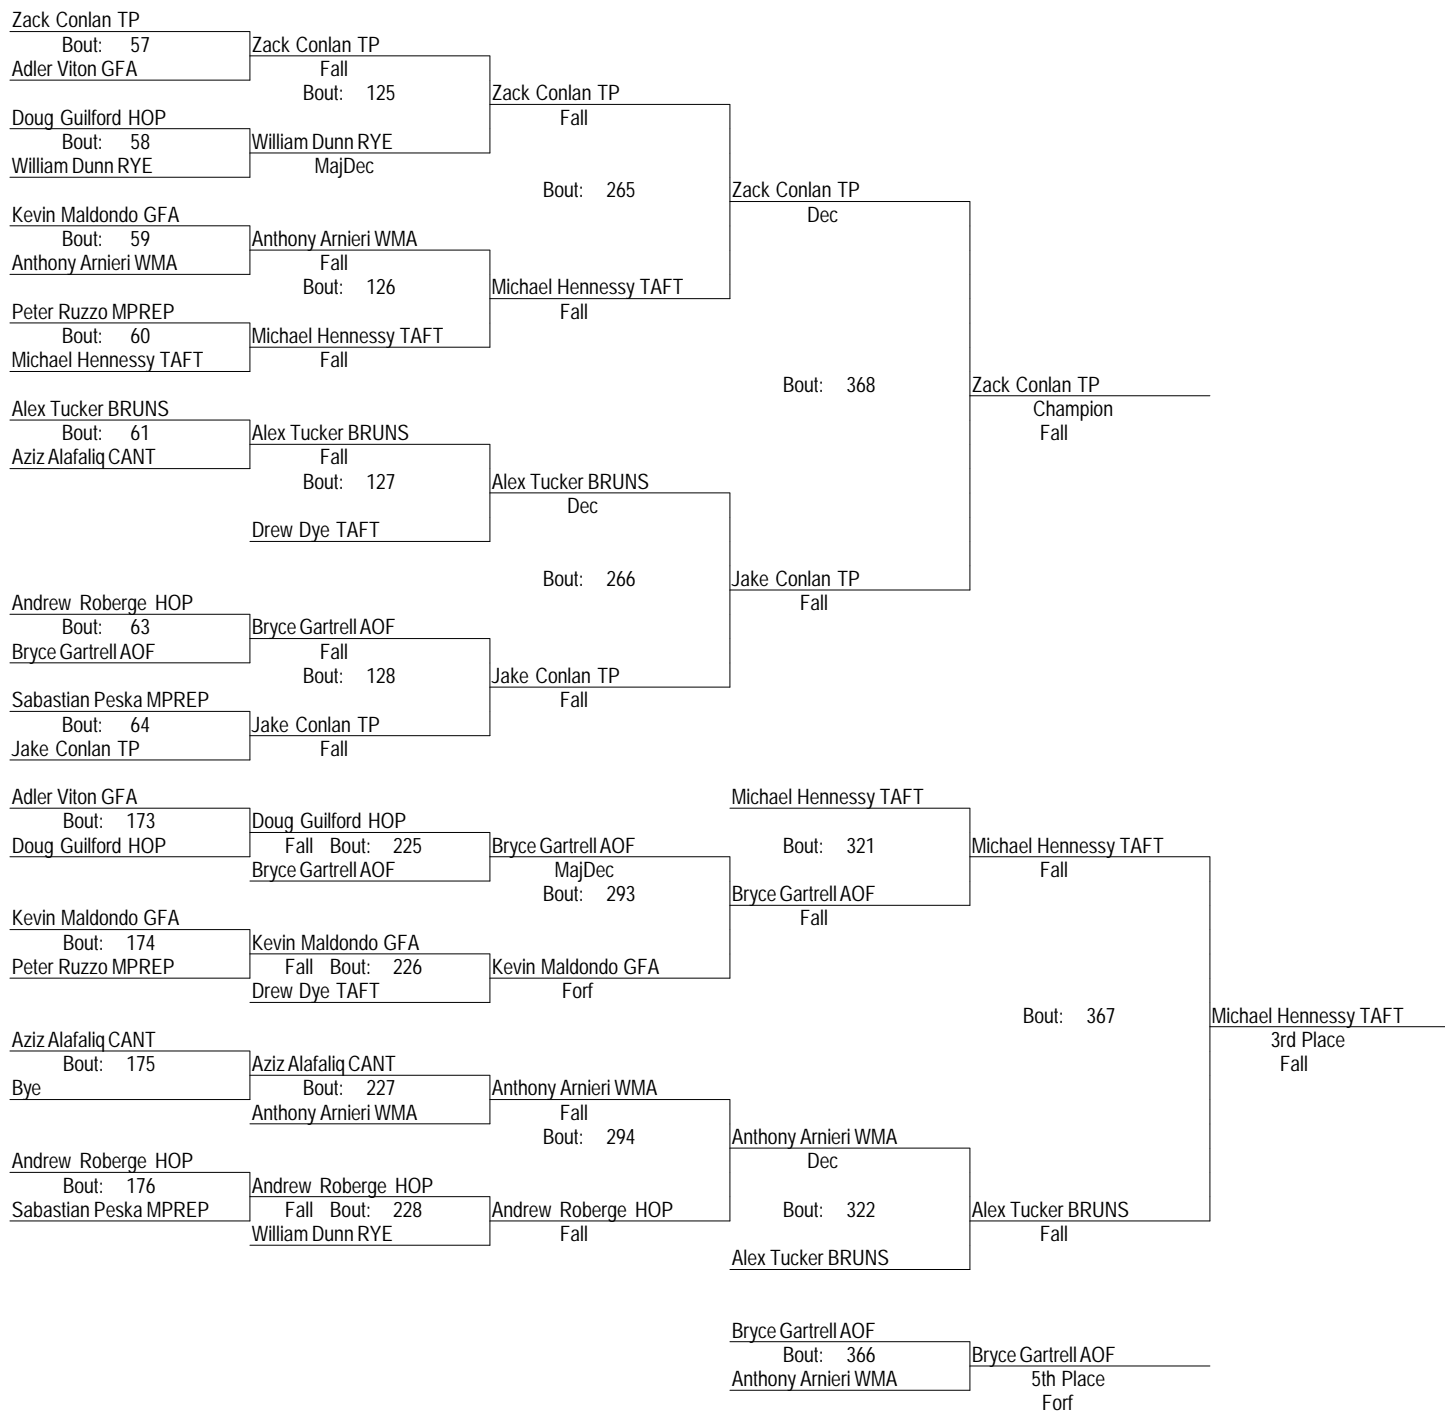 Zack Conlan TP
Bout: 57
Zack Conlan TP
Adler Viton GFA
Fall
Bout: 125
Zack Conlan TP
Doug Guilford HOP
Fall
Bout: 58
William Dunn RYE
William Dunn RYE
MajDec
Bout: 265
Zack Conlan TP
Kevin Maldondo GFA
Dec
Bout: 59
Anthony Arnieri WMA
Anthony Arnieri WMA
Fall
Bout: 126
Michael Hennessy TAFT
Peter Ruzzo MPREP
Fall
Bout: 60
Michael Hennessy TAFT
Michael Hennessy TAFT
Fall
Bout: 368
Zack Conlan TP
Alex Tucker BRUNS
Champion
Bout: 61
Alex Tucker BRUNS
Fall
Aziz Alafaliq CANT
Fall
Bout: 127
Alex Tucker BRUNS
Dec
Drew Dye TAFT
Bout: 266
Jake Conlan TP
Andrew Roberge HOP
Fall
Bout: 63
Bryce Gartrell AOF
Bryce Gartrell AOF
Fall
Bout: 128
Jake Conlan TP
Sabastian Peska MPREP
Fall
Bout: 64
Jake Conlan TP
Jake Conlan TP
Fall
Adler Viton GFA
Michael Hennessy TAFT
Bout: 173
Doug Guilford HOP
Doug Guilford HOP
Fall Bout: 225
Bryce Gartrell AOF
Bout: 321
Michael Hennessy TAFT
Bryce Gartrell AOF
MajDec
Fall
Bout: 293
Bryce Gartrell AOF
Kevin Maldondo GFA
Fall
Bout: 174
Kevin Maldondo GFA
Peter Ruzzo MPREP
Fall Bout: 226
Kevin Maldondo GFA
Drew Dye TAFT
Forf
Bout: 367
Michael Hennessy TAFT
Aziz Alafaliq CANT
3rd Place
Bout: 175
Aziz Alafaliq CANT
Fall
Bye
Bout: 227
Anthony Arnieri WMA
Anthony Arnieri WMA
Fall
Bout: 294
Anthony Arnieri WMA
Andrew Roberge HOP
Dec
Bout: 176
Andrew Roberge HOP
Sabastian Peska MPREP
Fall Bout: 228
Andrew Roberge HOP
Bout: 322
Alex Tucker BRUNS
William Dunn RYE
Fall
Fall
Alex Tucker BRUNS
Bryce Gartrell AOF
Bout: 366
Bryce Gartrell AOF
Anthony Arnieri WMA
5th Place
Forf